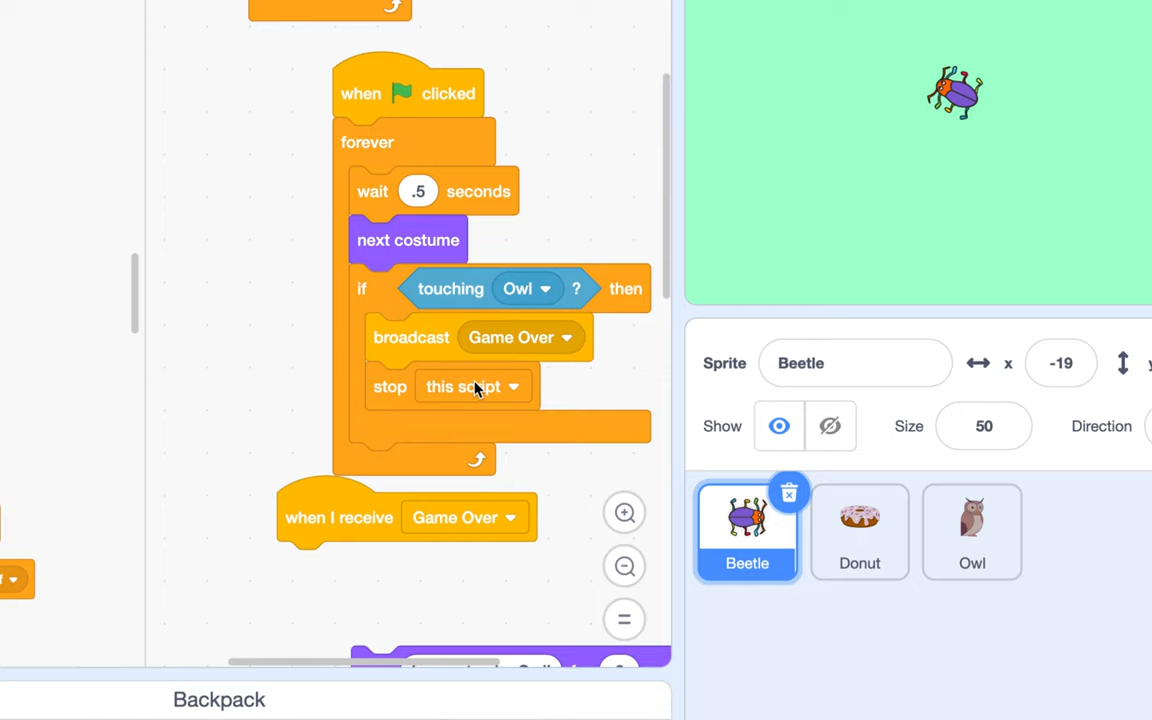 when clicked
forever
wait .5 seconds
next costume
if touching Owl ? then
broadcast Game Over
stop this script
when I receive Game Over
Backpack
Sprite Beetle x -19 y
Show Size 50 Direction
Beetle Donut Owl